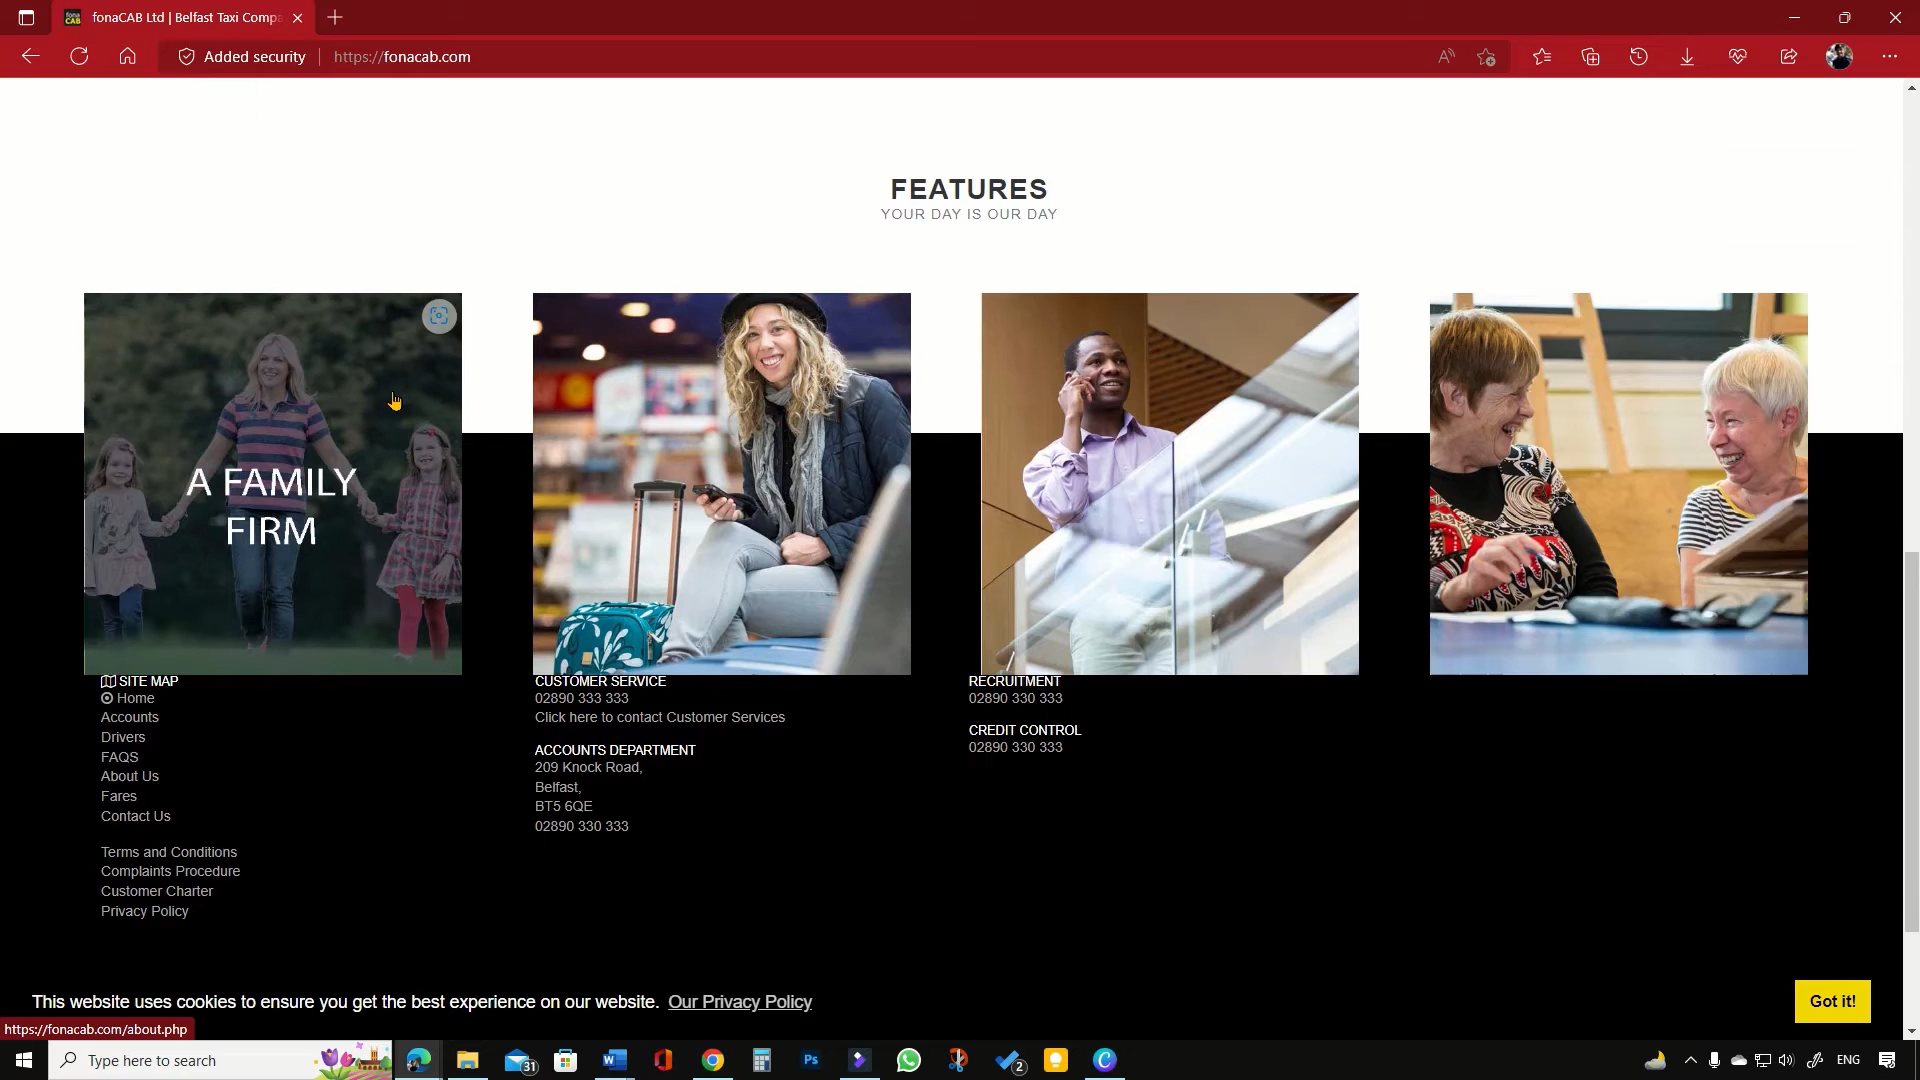 fonaCAB Ltd | Belfast Taxi Comp
Added security
https://fonacab.com
FEATURES
YOUR DAY IS OUR DAY
A FAMILY
FIRM
SITE MAP
Home
Accounts
Drivers
FAQS
About Us
Fares
Contact Us
Terms and Conditions
Complaints Procedure
Customer Charter
Privacy Policy
CUSTOMER SERVICE
02890 333 333
Click here to contact Customer Services
ACCOUNTS DEPARTMENT
209 Knock Road,
Belfast,
BT5 6QE
02890 330 333
RECRUITMENT
02890 330 333
CREDIT CONTROL
02890 330 333
This website uses cookies to ensure you get the best experience on our website. Our Privacy Policy
Got it!
https://fonacab.com/about.php
Type here to search
31
Ps
2
ENG